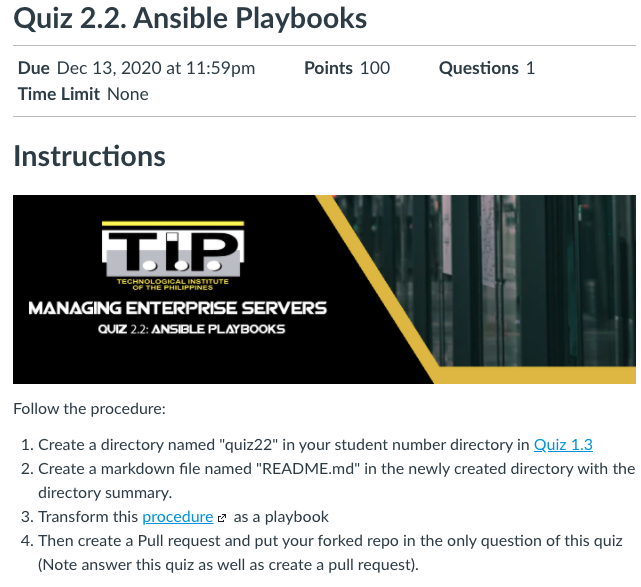 Quiz 2.2. Ansible Playbooks
Due Dec 13, 2020 at 11:59pm Points 100 Questions 1
Time Limit None
Instructions
T.I.P
TECHNOLOGICAL INSTITUTE
OF THE PHILIPPINES
MANAGING ENTERPRISE SERVERS
QUIZ 2.2: ANSIBLE PLAYBOOKS
Follow the procedure:
1. Create a directory named "quiz22" in your student number directory in Quiz 1.3
2. Create a markdown file named "README.md" in the newly created directory with the
directory summary.
3. Transform this procedure as a playbook
4. Then create a Pull request and put your forked repo in the only question of this quiz
(Note answer this quiz as well as create a pull request).